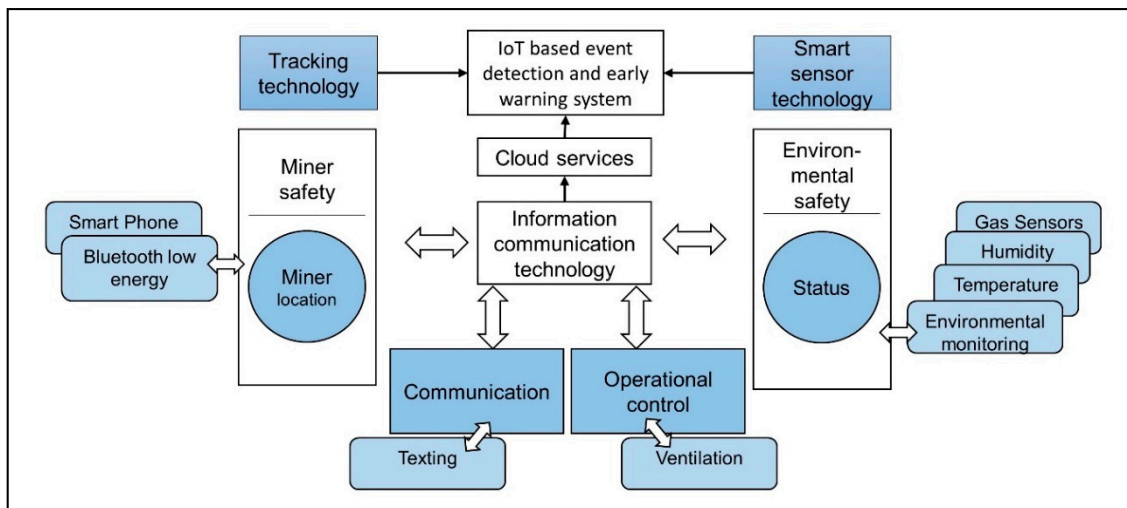 Tracking
technology
IoT based event
detection and early
warning system
Smart
sensor
technology
Cloud services
Miner
safety
Environ-
mental
safety
Smart Phone
Bluetooth low
energy
Miner
location
Information
communication
technology
Status
Gas Sensors
Humidity
Temperature
Environmental
monitoring
Communication
Operational
control
Texting
Ventilation